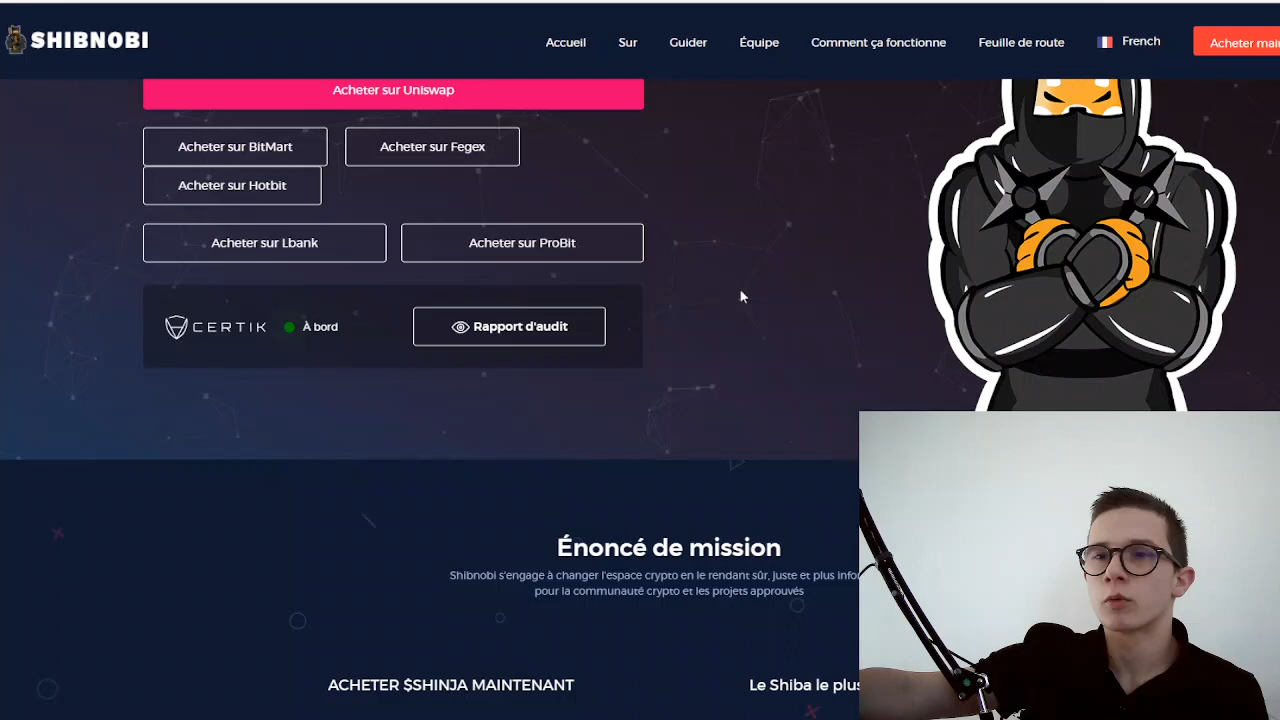 SHIBNOBI
Accueil
Sur
Guider
Équipe
Comment ça fonctionne
Feuille de route
French
Acheter
Acheter sur Uniswap
Acheter sur BitMart
Acheter sur Fegex
Acheter sur Hotbit
Acheter sur Lbank
Acheter sur ProBit
CERTIK
À bord
Rapport d'audit
Énoncé de mission
Shibnobi s'engage à changer l'espace crypto en le rendant sûr, juste et plus
pour la communauté crypto et les projets approuvés
ACHETER $SHINJA MAINTENANT
Le Shiba le plus